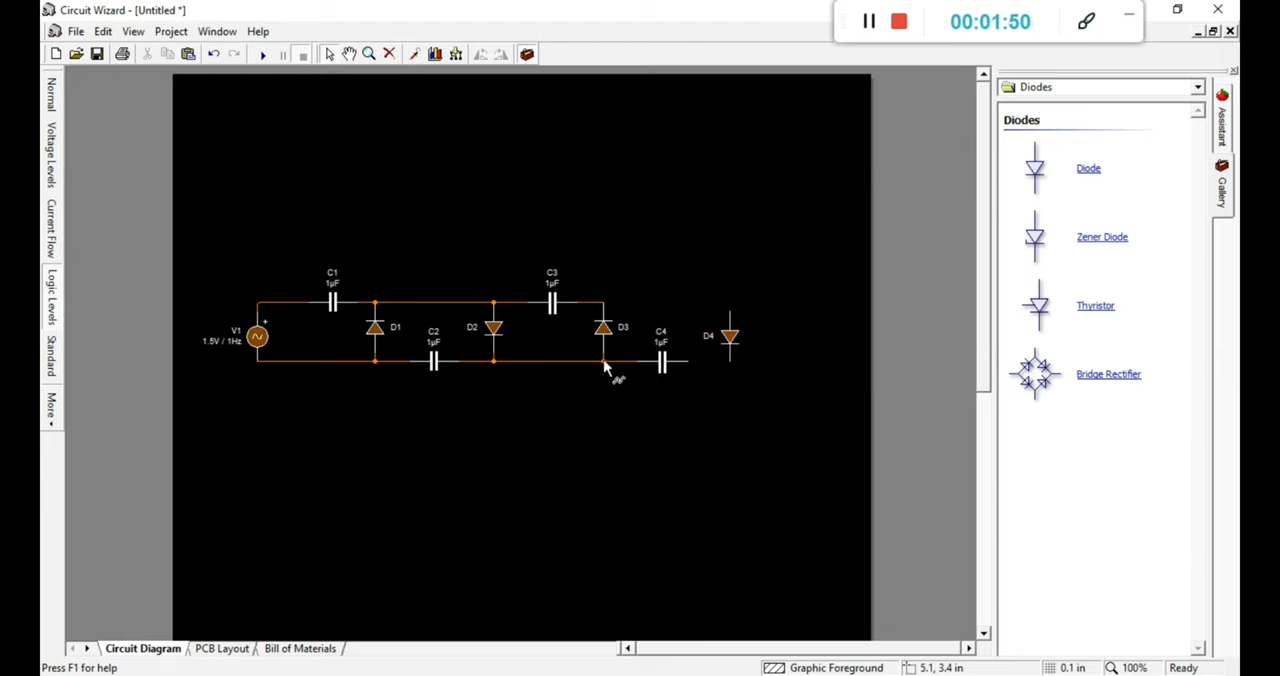 Circuit Wizard - [Untitled *]
00:01:50
File Edit View Project Window Help
Normal
Voltage Levels
Current Flow
Logic Levels
Standard
More
Diodes
Diodes
Diode
Zener Diode
Thyristor
Bridge Rectifier
Assistant
Gallery
C1
1µF
C3
1µF
V1
1.5V / 1Hz
D1
C2
1µF
D2
D3
C4
1µF
D4
Circuit Diagram PCB Layout Bill of Materials
Press F1 for help
Graphic Foreground 5.1, 3.4 in 0.1 in 100% Ready